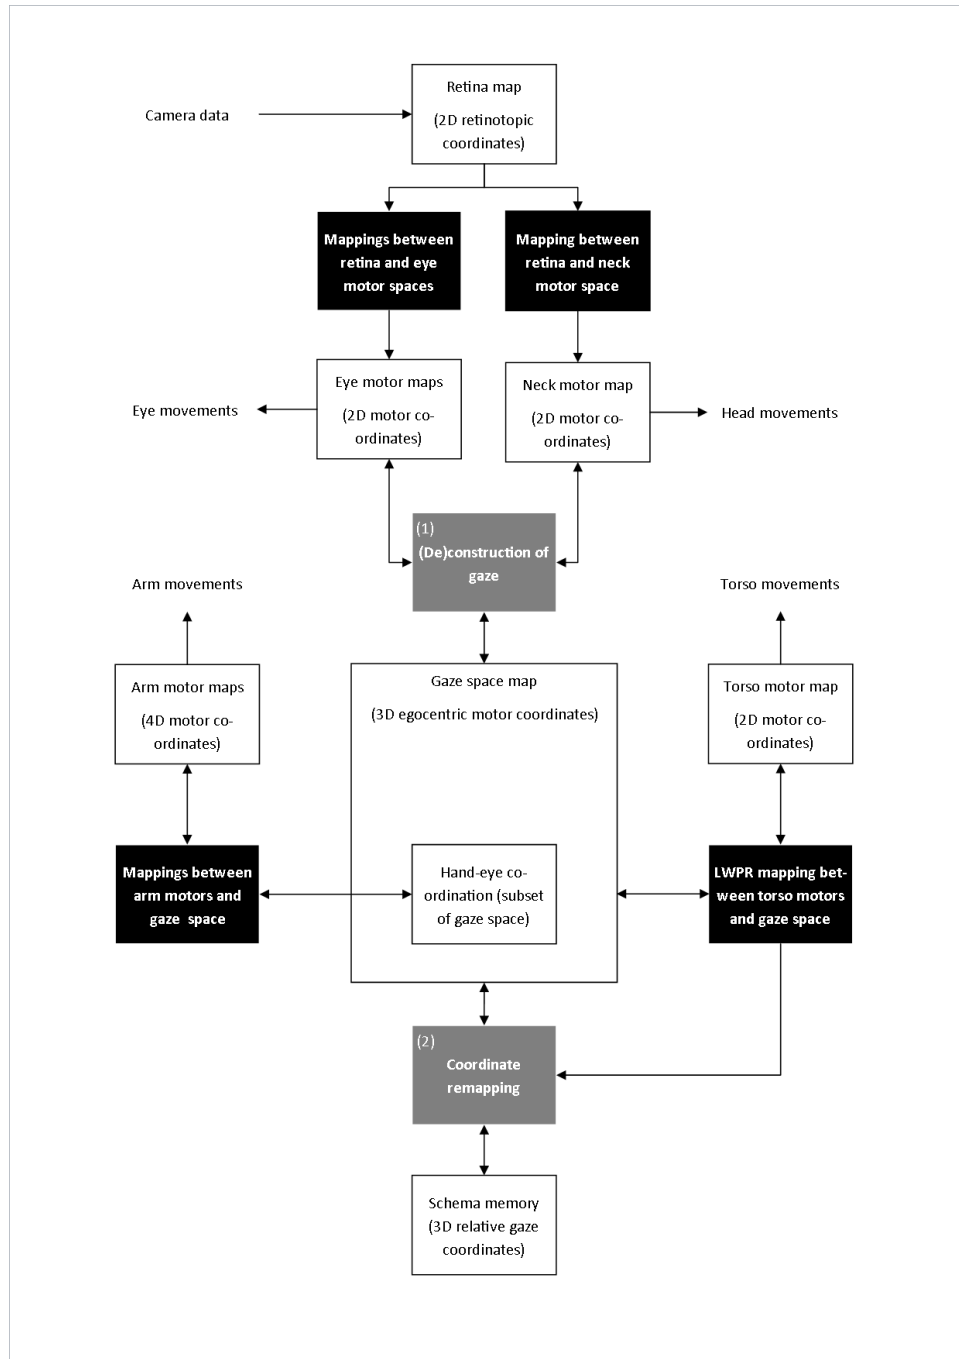 Retina map
(2D retinotopic
coordinates)
Camera data
Mappings between
retina and eye
motor spaces
Mapping between
retina and neck
motor space
Eye motor maps
(2D motor co-
ordinates)
Neck motor map
(2D motor co-
ordinates)
Eye movements
Head movements
(1)
(De)construction of
gaze
Arm movements
Torso movements
Arm motor maps
(4D motor co-
ordinates)
Gaze space map
(3D egocentric motor coordinates)
Torso motor map
(2D motor co-
ordinates)
Mappings between
arm motors and
gaze space
Hand-eye co-
ordination (subset
of gaze space)
LWPR mapping bet-
ween torso motors
and gaze space
(2)
Coordinate
remapping
Schema memory
(3D relative gaze
coordinates)